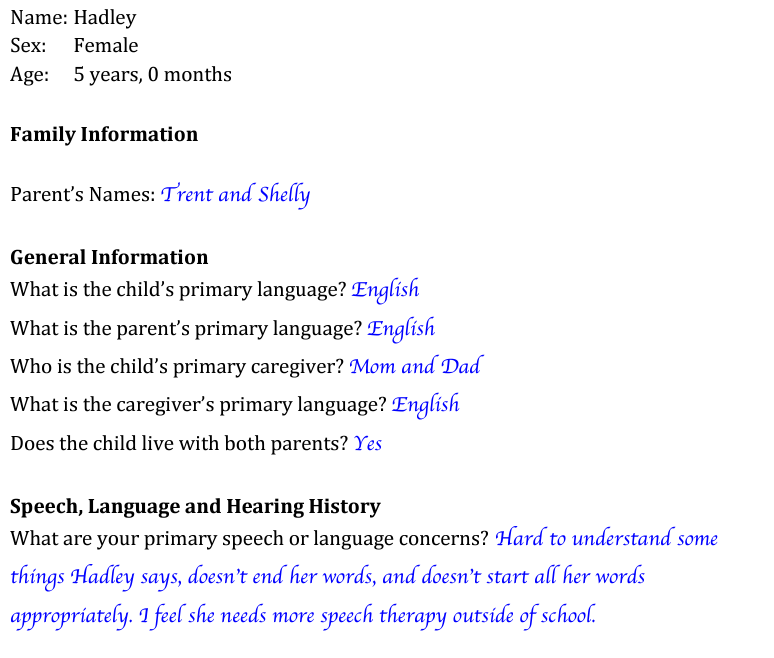 Name: Hadley
Sex: Female
Age: 5 years, 0 months
Family Information
Parent’s Names: Trent and Shelly
General Information
What is the child’s primary language? English
What is the parent’s primary language? English
Who is the child’s primary caregiver? Mom and Dad
What is the caregiver’s primary language? English
Does the child live with both parents? Yes
Speech, Language and Hearing History
What are your primary speech or language concerns? Hard to understand some
things Hadley says, doesn’t end her words, and doesn’t start all her words
appropriately. I feel she needs more speech therapy outside of school.